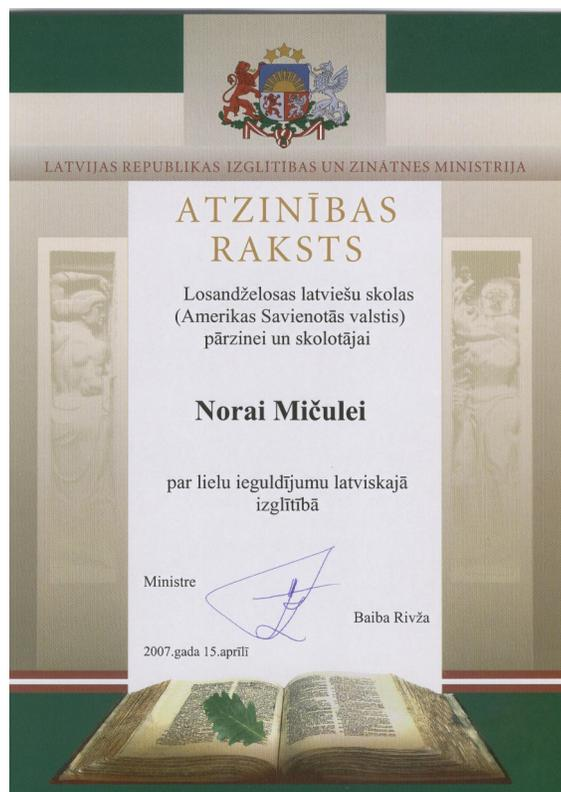 LATVIJAS REPUBLIKAS IZGLĪTĪBAS UN ZINĀTNES MINISTRIJA
ATZINĪBAS
RAKSTS
Losandželosas latviešu skolas
(Amerikas Savienotās valstis)
pārzinei un skolotājai
Norai Mičulei
par lielu ieguldījumu latviskajā
izglītībā
Ministre
Baiba Rivža
2007.gada 15.aprīlī